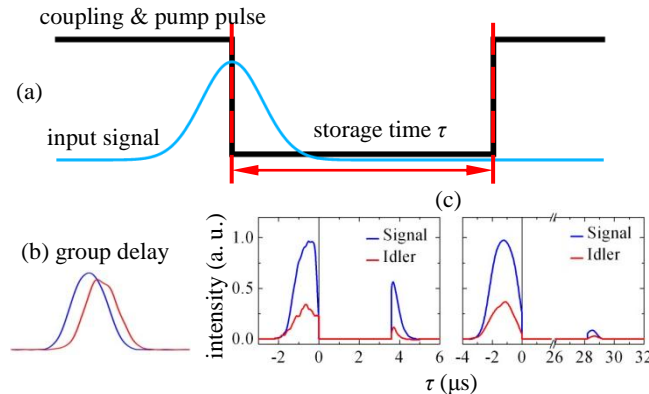 coupling & pump pulse
(a)
input signal
storage time τ
(c)
(b) group delay
intensity (a. u.)
1.0
0.5
0.0
Signal
Idler
Signal
Idler
-2 0 2 4 6
-4 -2 0 26 28 30 32
τ (μs)